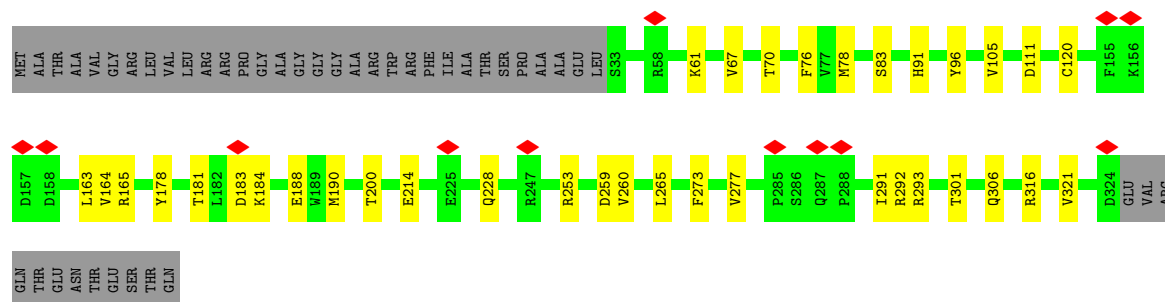 MET ALA THR ALA VAL GLY ARG LEU VAL LEU ARG ARG PRO GLY ALA GLY GLY GLY ALA ARG TRP ARG PHE ILE ALA THR SER PRO ALA ALA GLU LEU S33 R58 K61 V67 T70 F76 V77 M78 S83 H91 Y96 V105 D111 C120 F155 K156
D157 D158 L163 V164 R165 Y178 T181 L182 D183 K184 E188 W189 M190 T200 E214 E225 Q228 R247 R253 D259 V260 L265 F273 V277 P285 S286 Q287 P288 I291 R292 R293 T301 Q306 R316 V321 D324 GLU VAL ARG
GLN THR GLU ASN THR GLU SER THR GLN